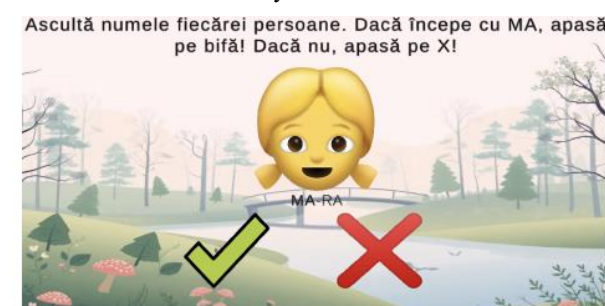 Ascultă numele fiecărei persoane. Dacă începe cu MA, apasă
pe bifă! Dacă nu, apasă pe X!
MA-RA